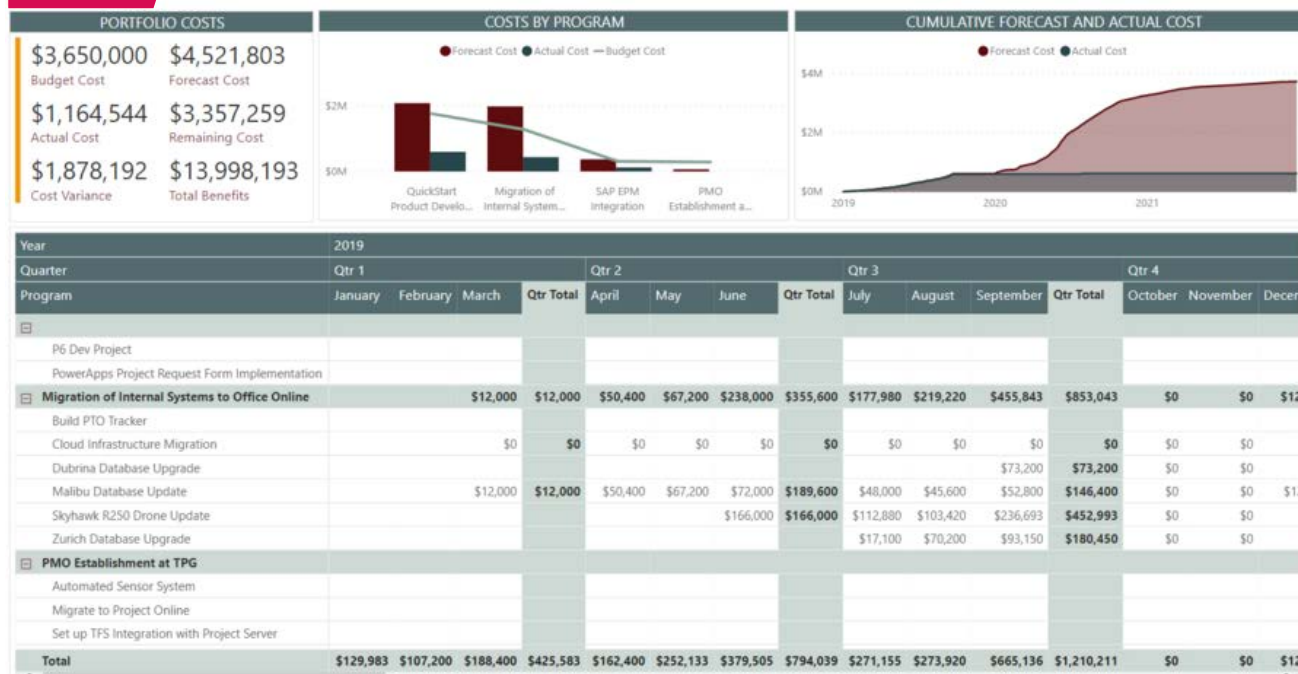 PORTFOLIO COSTS
$3,650,000 $4,521,803
Budget Cost Forecast Cost
$1,164,544 $3,357,259
Actual Cost Remaining Cost
$1,878,192 $13,998,193
Cost Variance Total Benefits
COSTS BY PROGRAM
Forecast Cost Actual Cost Budget Cost
$2M
$0M
QuickStart Migration of SAP EPM PMO
Product Develo... Internal System... Integration Establishment a...
CUMULATIVE FORECAST AND ACTUAL COST
Forecast Cost Actual Cost
$4M
$2M
$0M
2019 2020 2021
Year 2019
Quarter Qtr 1 Qtr 2 Qtr 3 Qtr 4
Program January February March Qtr Total April May June Qtr Total July August September Qtr Total October November Decem
P6 Dev Project
PowerApps Project Request Form Implementation
Migration of Internal Systems to Office Online $12,000 $12,000 $50,400 $67,200 $238,000 $355,600 $177,980 $219,220 $455,843 $853,043 $0 $0 $12
Build PTO Tracker
Cloud Infrastructure Migration $0 $0 $0 $0 $0 $0 $0 $0 $0 $0 $0 $0
Dubrina Database Upgrade $73,200 $73,200 $0 $0
Malibu Database Update $12,000 $12,000 $50,400 $67,200 $72,000 $189,600 $48,000 $45,600 $52,800 $146,400 $0 $0 $1
Skyhawk R250 Drone Update $166,000 $166,000 $112,880 $103,420 $236,693 $452,993 $0 $0
Zurich Database Upgrade $17,100 $70,200 $93,150 $180,450 $0 $0
PMO Establishment at TPG
Automated Sensor System
Migrate to Project Online
Set up TFS Integration with Project Server
Total $129,983 $107,200 $188,400 $425,583 $162,400 $252,133 $379,505 $794,039 $271,155 $273,920 $665,136 $1,210,211 $0 $0 $12